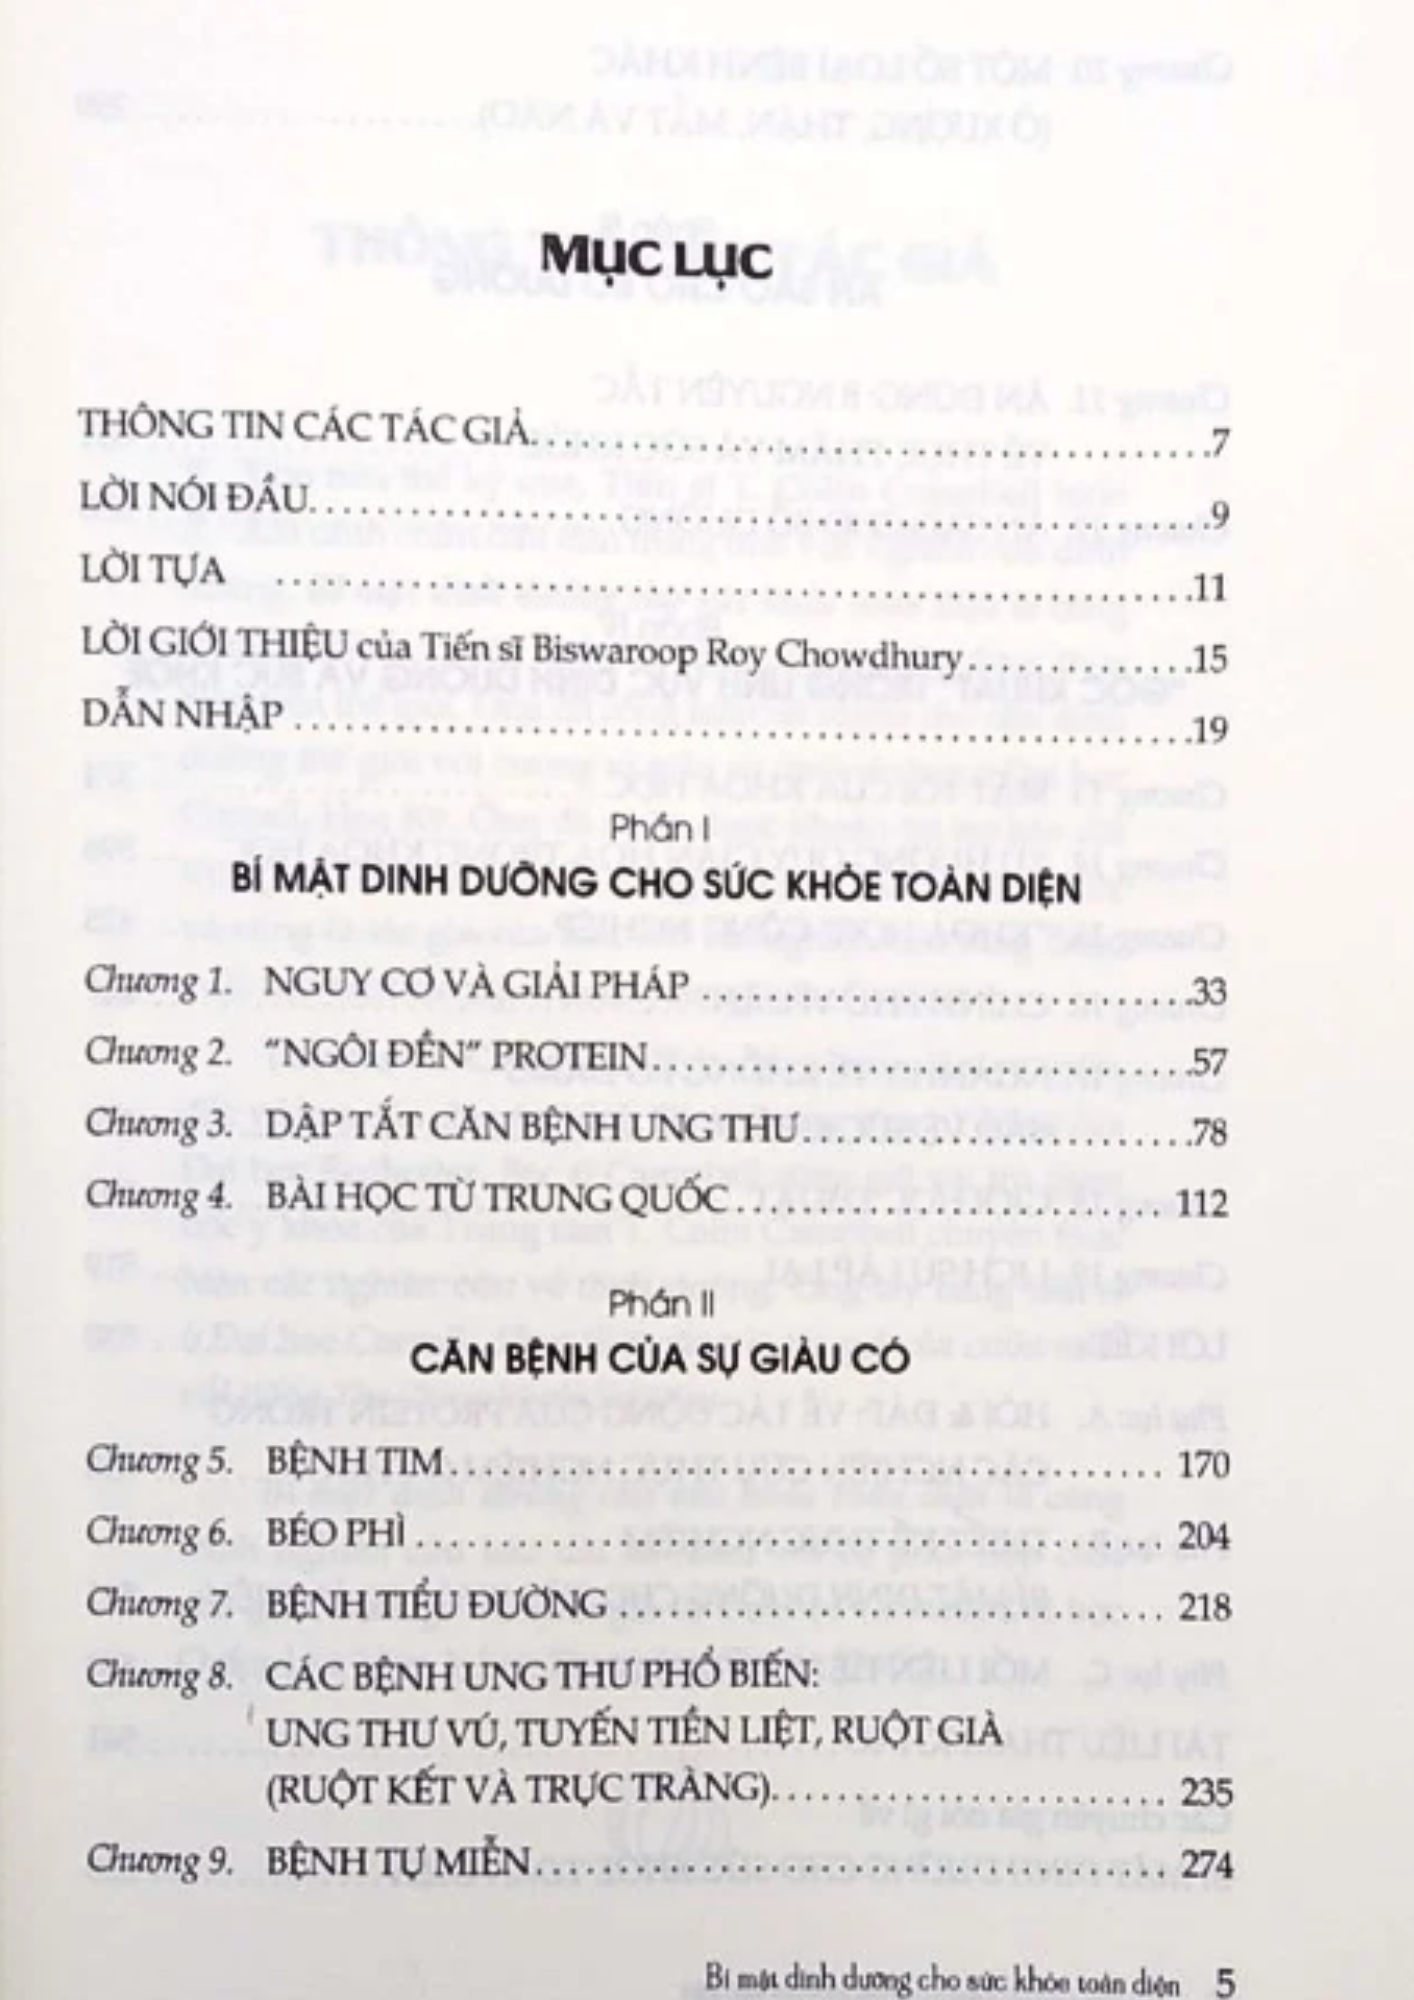 MỤC LỤC
THÔNG TIN CÁC TÁC GIẢ........................................7
LỜI NÓI ĐẦU........................................9
LỜI TỰA ........................................11
LỜI GIỚI THIỆU của Tiến sĩ Biswaroop Roy Chowdhury..............15
DẪN NHẬP........................................19
Phần I
BÍ MẬT DINH DƯỠNG CHO SỨC KHỎE TOÀN DIỆN
Chương 1. NGUY CƠ VÀ GIẢI PHÁP ..............................33
Chương 2. "NGÔI ĐỀN" PROTEIN..............................57
Chương 3. DẬP TẮT CĂN BỆNH UNG THƯ........................78
Chương 4. BÀI HỌC TỪ TRUNG QUỐC.......................... 112
Phần II
CĂN BỆNH CỦA SỰ GIÀU CÓ
Chương 5. BỆNH TIM........................................ 170
Chương 6. BÉO PHÌ ........................................ 204
Chương 7. BỆNH TIỂU ĐƯỜNG .............................. 218
Chương 8. CÁC BỆNH UNG THƯ PHỔ BIẾN:
UNG THƯ VÚ, TUYẾN TIỀN LIỆT, RUỘT GIÀ
(RUỘT KẾT VÀ TRỰC TRÀNG)........................ 235
Chương 9. BỆNH TỰ MIỄN.................................... 274
Bí mật dinh dưỡng cho sức khỏe toàn diện 5